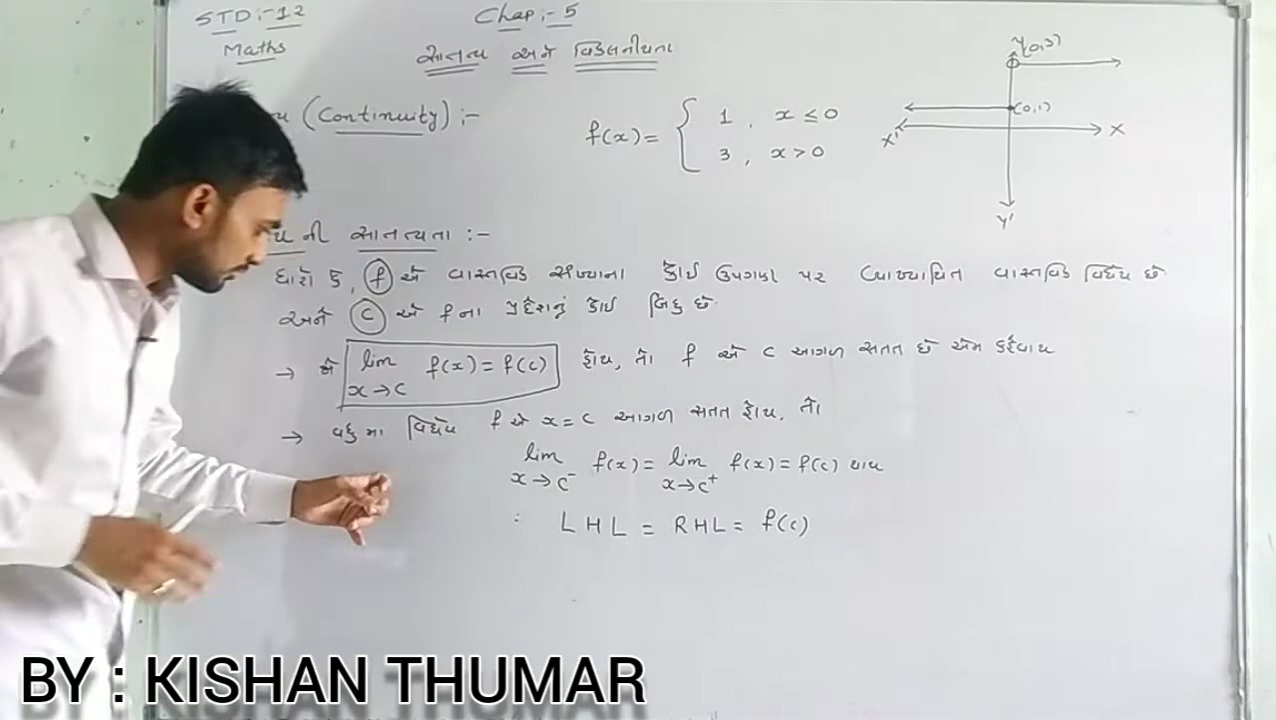 STD:-12 Chap:- 5
Maths સાતત્ય અને વિકલનીયતા
(Continuity) :-
f(x)= { 1 , x ≤ 0
3 , x > 0
Y(0,3)
(0,1)
X' X
Y'
ની સાતત્યતા :-
ધારો કે, f એ વાસ્તવિક સંખ્યાના કોઈ ઉપગણ પર વ્યાખ્યાયિત વાસ્તવિક વિધેય છે
અને c એ f ના પ્રદેશનું કોઈ બિંદુ છે.
→ જો lim x→c f(x) = f(c) હોય, તો f એ c આગળ સતત છે એમ કહેવાય
→ વધુમાં વિધેય f એ x = c આગળ સતત હોય, તો
lim x→c⁻ f(x) = lim x→c⁺ f(x) = f(c) થાય
∴ LHL = RHL = f(c)
BY : KISHAN THUMAR